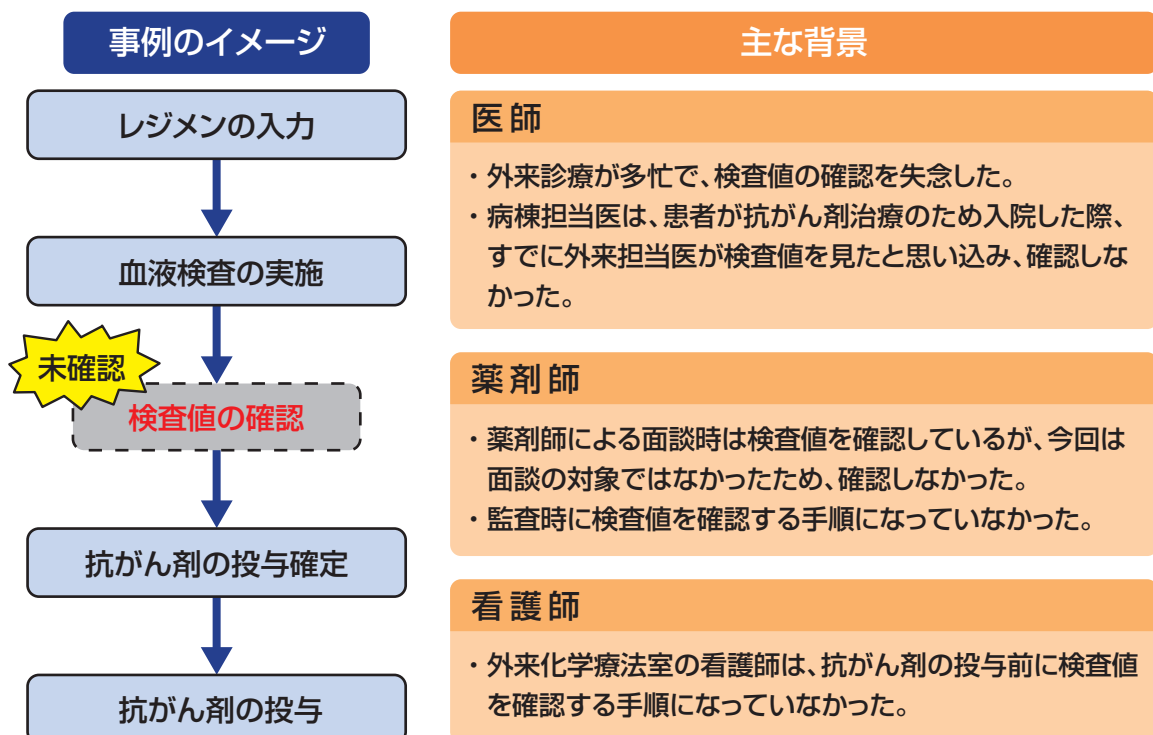 事例のイメージ
レジメンの入力
血液検査の実施
未確認
検査値の確認
抗がん剤の投与確定
抗がん剤の投与
主な背景
医師
・外来診療が多忙で、検査値の確認を失念した。
・病棟担当医は、患者が抗がん剤治療のため入院した際、
すでに外来担当医が検査値を見たと思い込み、確認しな
かった。
薬剤師
・薬剤師による面談時は検査値を確認しているが、今回は
面談の対象ではなかったため、確認しなかった。
・監査時に検査値を確認する手順になっていなかった。
看護師
・外来化学療法室の看護師は、抗がん剤の投与前に検査値
を確認する手順になっていなかった。